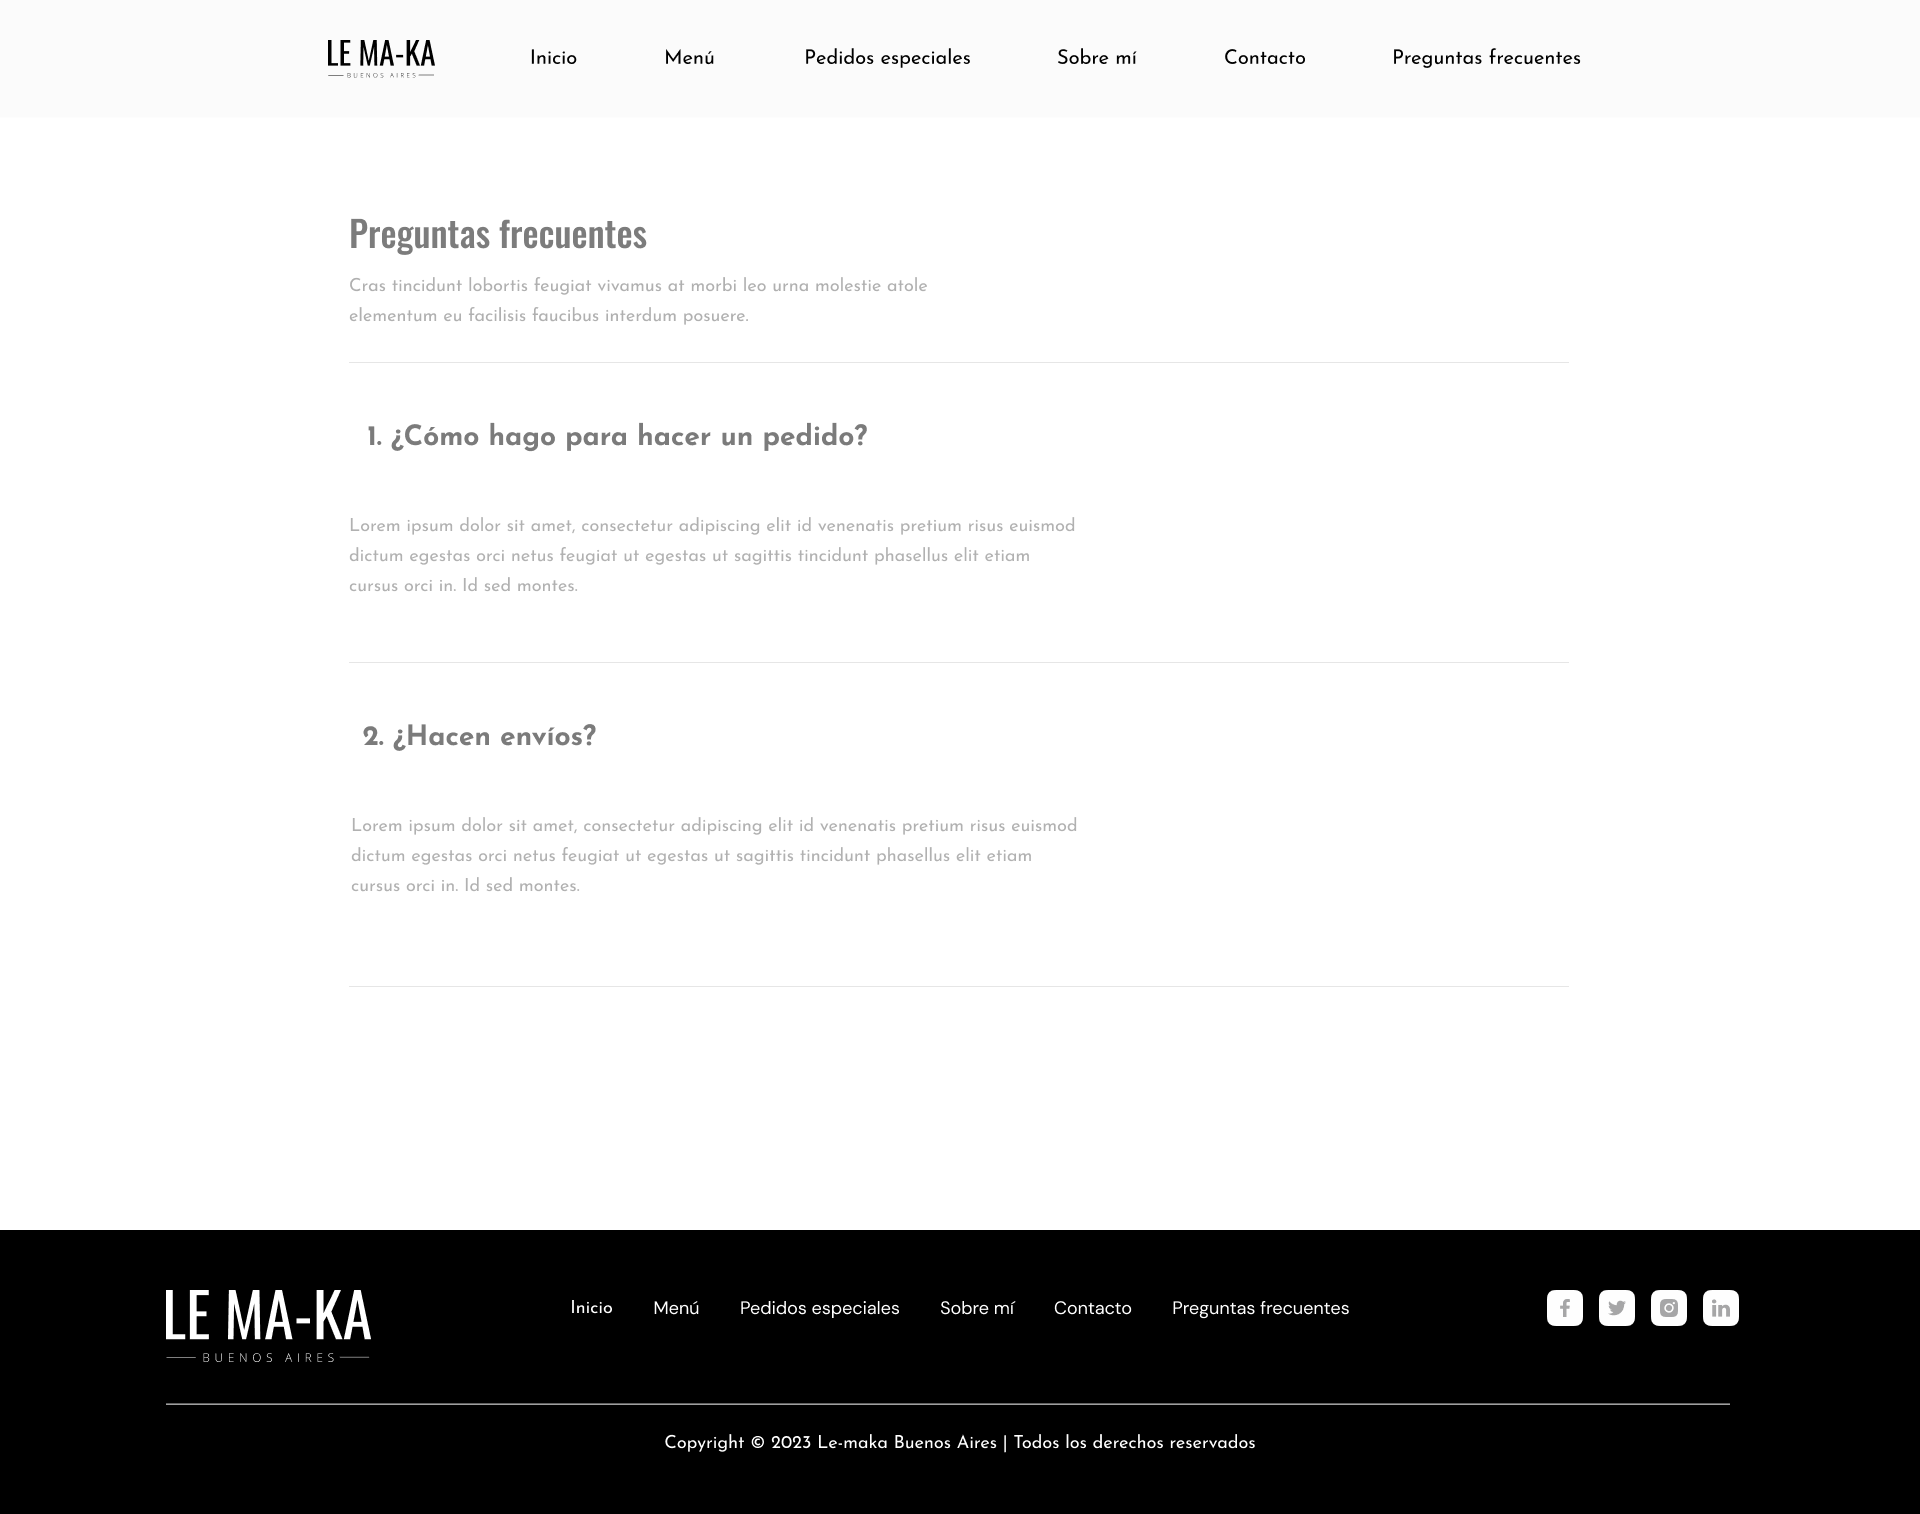 LE MA-KA
BUENOS AIRES
Inicio
Menú
Pedidos especiales
Sobre mí
Contacto
Preguntas frecuentes
Preguntas frecuentes
Cras tincidunt lobortis feugiat vivamus at morbi leo urna molestie atole
elementum eu facilisis faucibus interdum posuere.
1. ¿Cómo hago para hacer un pedido?
Lorem ipsum dolor sit amet, consectetur adipiscing elit id venenatis pretium risus euismod
dictum egestas orci netus feugiat ut egestas ut sagittis tincidunt phasellus elit etiam
cursus orci in. Id sed montes.
2. ¿Hacen envíos?
Lorem ipsum dolor sit amet, consectetur adipiscing elit id venenatis pretium risus euismod
dictum egestas orci netus feugiat ut egestas ut sagittis tincidunt phasellus elit etiam
cursus orci in. Id sed montes.
LE MA-KA
BUENOS AIRES
Inicio
Menú
Pedidos especiales
Sobre mí
Contacto
Preguntas frecuentes
Copyright © 2023 Le-maka Buenos Aires | Todos los derechos reservados